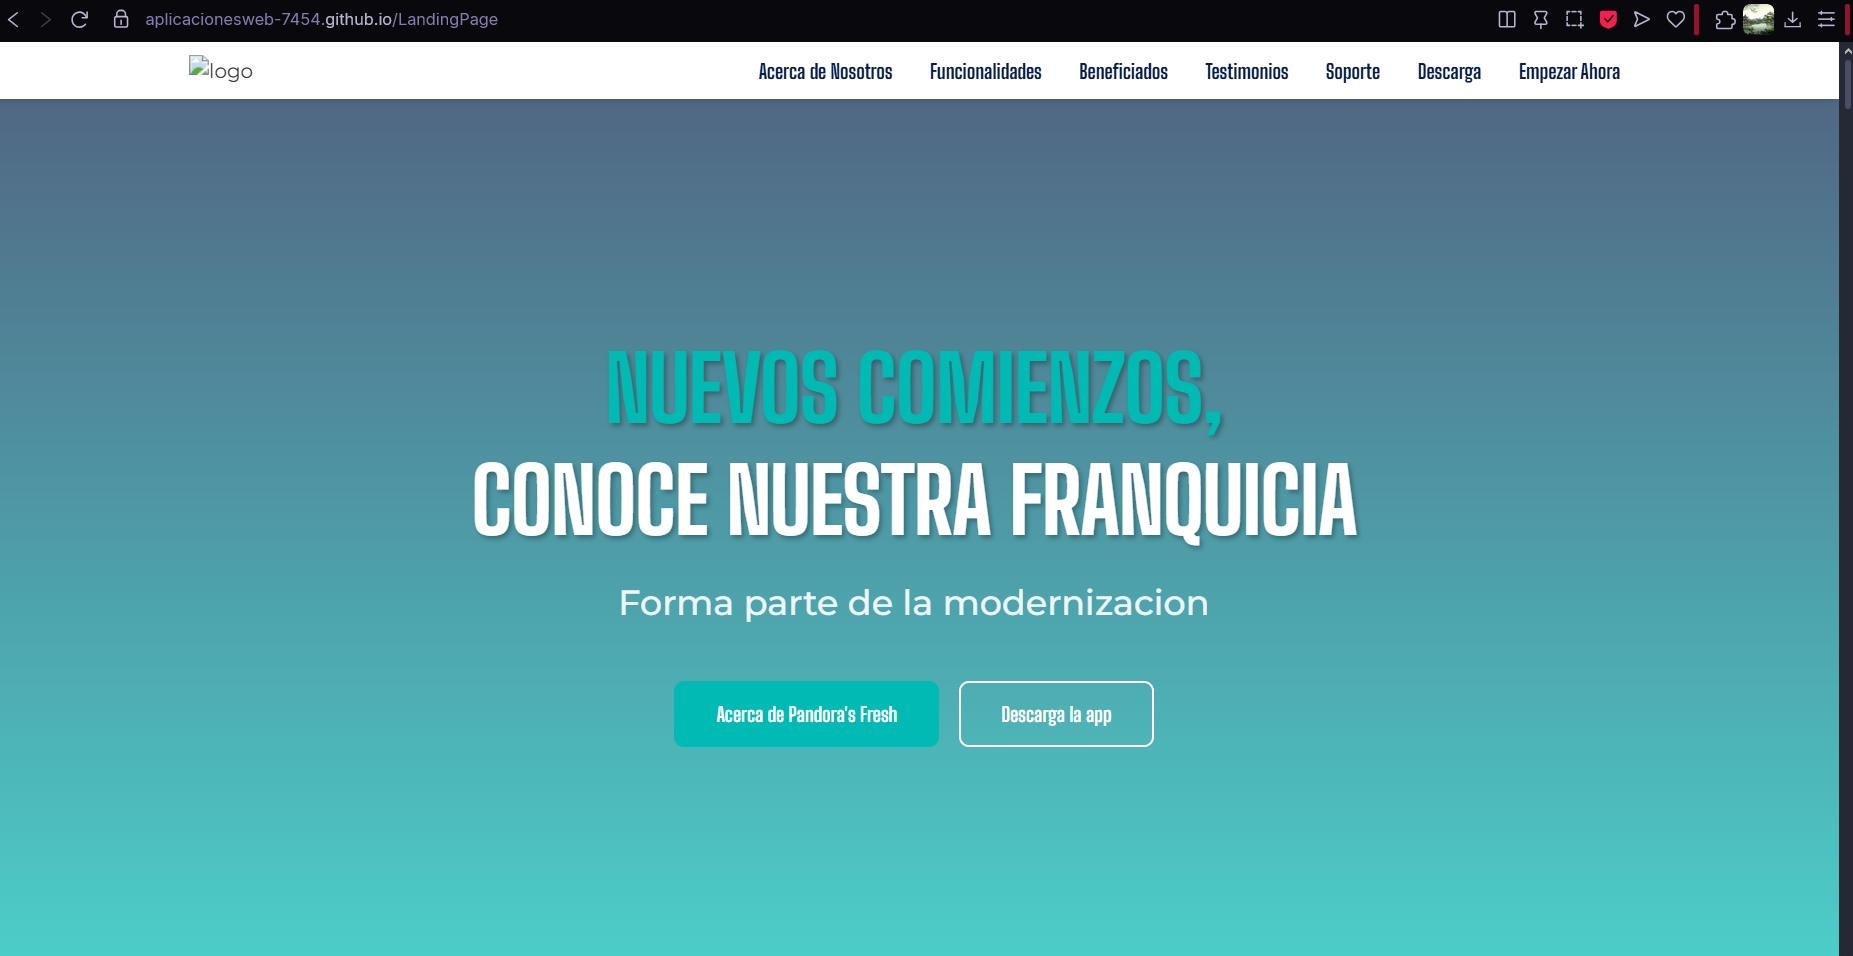 aplicacionesweb-7454.github.io/LandingPage
logo
Acerca de Nosotros Funcionalidades Beneficiados Testimonios Soporte Descarga Empezar Ahora
NUEVOS COMIENZOS,
CONOCE NUESTRA FRANQUICIA
Forma parte de la modernizacion
Acerca de Pandora's Fresh Descarga la app